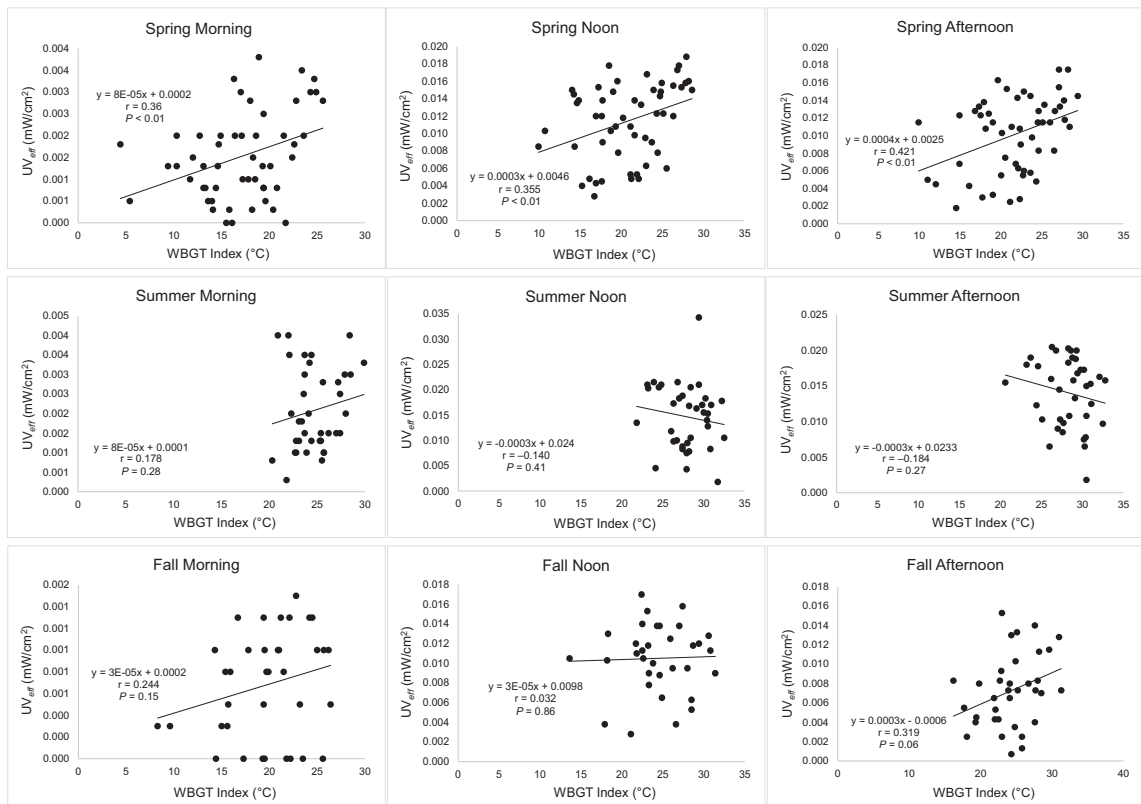 Spring Morning
0.004
0.004
0.003
0.003
0.002
0.002
0.001
0.001
0.000
UVeff (mW/cm2)
y = 8E-05x + 0.0002
r = 0.36
P < 0.01
0 5 10 15 20 25 30
WBGT Index (°C)
Spring Noon
0.020
0.018
0.016
0.014
0.012
0.010
0.008
0.006
0.004
0.002
0.000
UVeff (mW/cm2)
y = 0.0003x + 0.0046
r = 0.355
P < 0.01
0 5 10 15 20 25 30 35
WBGT Index (°C)
Spring Afternoon
0.020
0.018
0.016
0.014
0.012
0.010
0.008
0.006
0.004
0.002
0.000
UVeff (mW/cm2)
y = 0.0004x + 0.0025
r = 0.421
P < 0.01
0 5 10 15 20 25 30 35
WBGT Index (°C)
Summer Morning
0.005
0.004
0.004
0.003
0.003
0.002
0.002
0.001
0.001
0.000
UVeff (mW/cm2)
y = 8E-05x + 0.0001
r = 0.178
P = 0.28
0 5 10 15 20 25 30
WBGT Index (°C)
Summer Noon
0.035
0.030
0.025
0.020
0.015
0.010
0.005
0.000
UVeff (mW/cm2)
y = -0.0003x + 0.024
r = –0.140
P = 0.41
0 5 10 15 20 25 30 35
WBGT Index (°C)
Summer Afternoon
0.025
0.020
0.015
0.010
0.005
0.000
UVeff (mW/cm2)
y = -0.0003x + 0.0233
r = –0.184
P = 0.27
0 5 10 15 20 25 30 35
WBGT Index (°C)
Fall Morning
0.002
0.001
0.001
0.001
0.001
0.001
0.000
0.000
0.000
UVeff (mW/cm2)
y = 3E-05x + 0.0002
r = 0.244
P = 0.15
0 5 10 15 20 25 30
WBGT Index (°C)
Fall Noon
0.018
0.016
0.014
0.012
0.010
0.008
0.006
0.004
0.002
0.000
UVeff (mW/cm2)
y = 3E-05x + 0.0098
r = 0.032
P = 0.86
0 5 10 15 20 25 30 35
WBGT Index (°C)
Fall Afternoon
0.018
0.016
0.014
0.012
0.010
0.008
0.006
0.004
0.002
0.000
UVeff (mW/cm2)
y = 0.0003x - 0.0006
r = 0.319
P = 0.06
0 10 20 30 40
WBGT Index (°C)